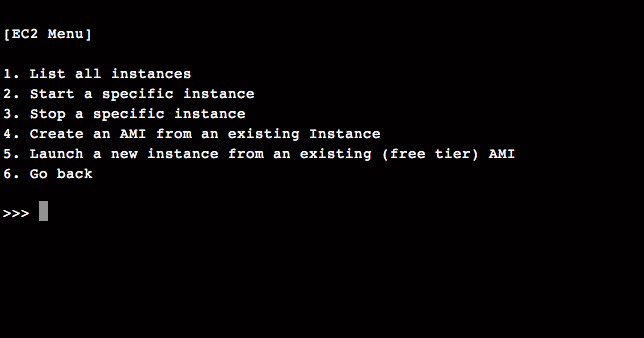 [EC2 Menu]
1. List all instances
2. Start a specific instance
3. Stop a specific instance
4. Create an AMI from an existing Instance
5. Launch a new instance from an existing (free tier) AMI
6. Go back
>>>